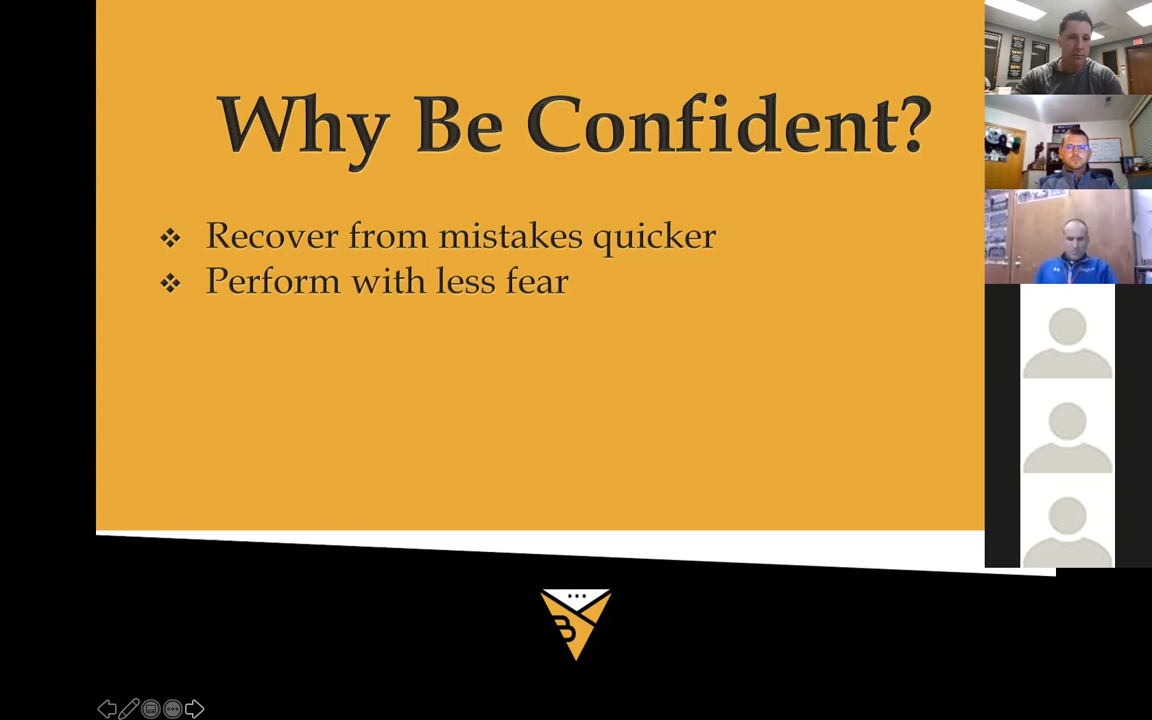 Why Be Confident?
❖ Recover from mistakes quicker
❖ Perform with less fear
B